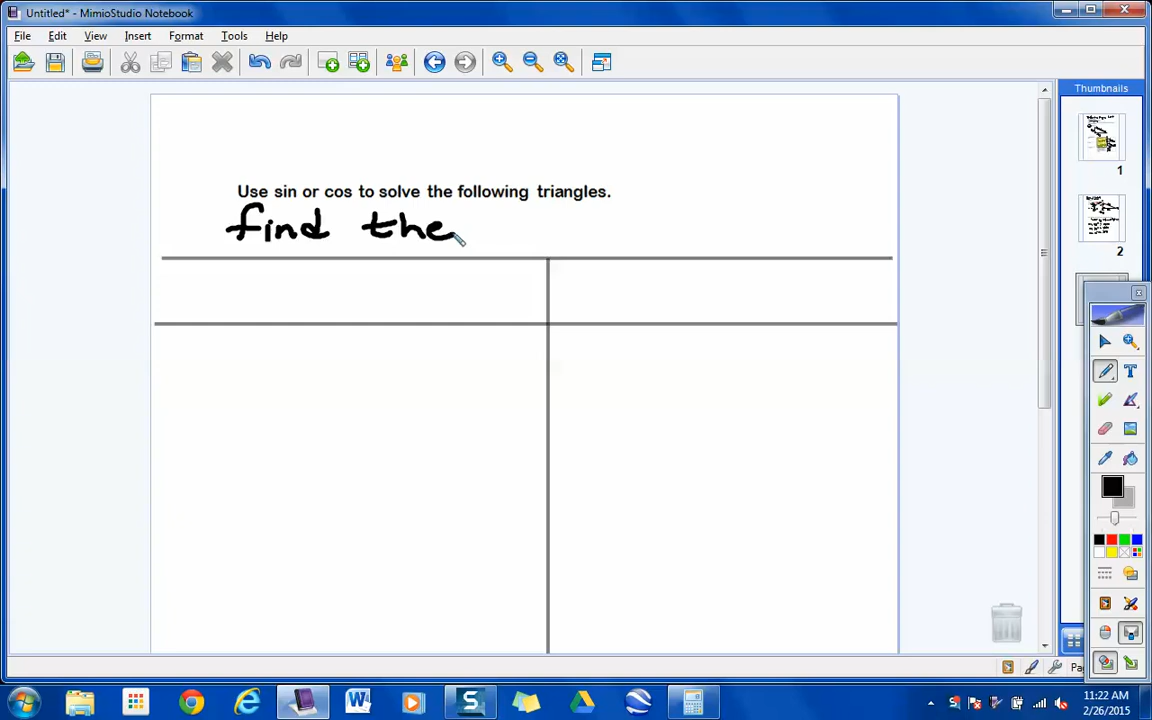 Untitled* - MimioStudio Notebook
File Edit View Insert Format Tools Help
Thumbnails
Use sin or cos to solve the following triangles.
find the
1
2
11:22 AM
2/26/2015